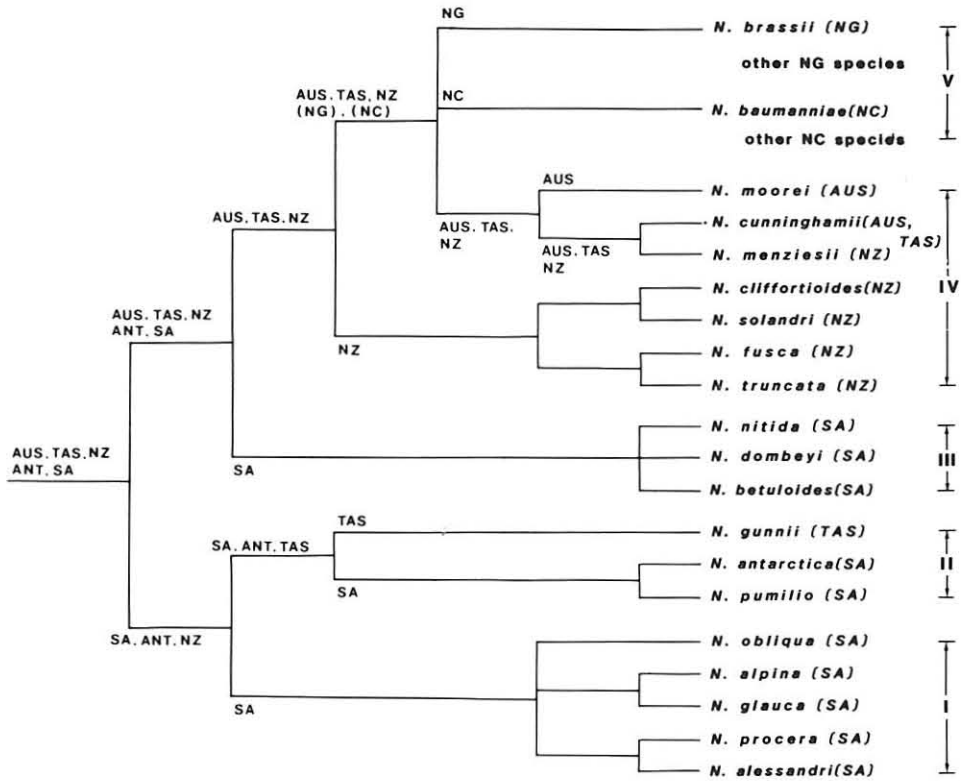 NG
N. brassii (NG)
other NG species
V
AUS. TAS, NZ
(NG). (NC)
NC
N. baumanniae(NC)
other NC species
AUS
N. moorei (AUS)
AUS, TAS. NZ
AUS. TAS.
NZ
N. cunninghamii(AUS,
TAS)
AUS. TAS
NZ
N. menziesii (NZ)
IV
N. cliffortioides(NZ)
AUS. TAS. NZ
ANT. SA
N. solandri (NZ)
NZ
N. fusca (NZ)
N. truncata (NZ)
N. nitida (SA)
AUS. TAS. NZ
ANT. SA
SA
N. dombeyi (SA)
III
N. betuloides(SA)
TAS
N. gunnii (TAS)
SA. ANT. TAS
N. antarctica(SA)
II
SA
N. pumilio (SA)
SA. ANT. NZ
N. obliqua (SA)
N. alpina (SA)
SA
N. glauca (SA)
I
N. procera (SA)
N. alessandri(SA)